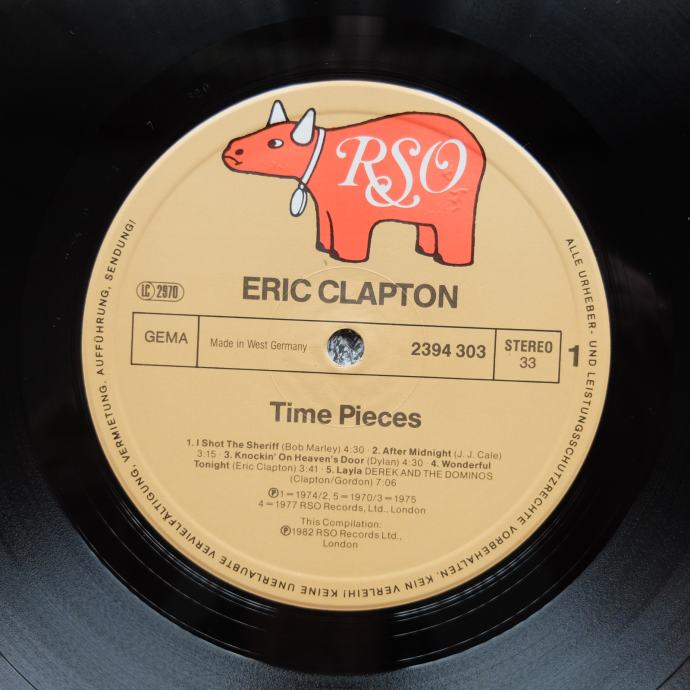 RSO
ERIC CLAPTON
LC 2970
GEMA
Made in West Germany
2394 303
STEREO
33
1
Time Pieces
1. I Shot The Sheriff (Bob Marley) 4:30 · 2. After Midnight (J. J. Cale)
3:15 · 3. Knockin' On Heaven's Door (Dylan) 4:30 · 4. Wonderful
Tonight (Eric Clapton) 3:41 · 5. Layla DEREK AND THE DOMINOS
(Clapton/Gordon) 7:06
Ⓟ1=1974/2, 5=1970/3=1975
4=1977 RSO Records, Ltd., London
This Compilation:
Ⓟ1982 RSO Records Ltd.,
London
ALLE URHEBER- UND LEISTUNGSSCHUTZRECHTE VORBEHALTEN. KEIN VERLEIH! KEINE UNERLAUBTE VERVIELFÄLTIGUNG, VERMIETUNG, AUFFÜHRUNG, SENDUNG!